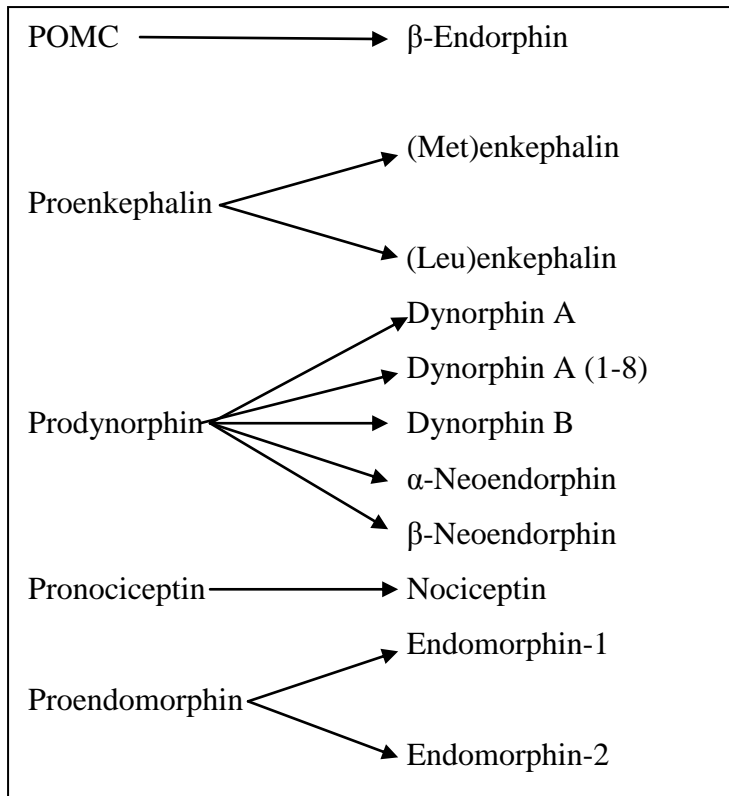 POMC
β-Endorphin
(Met)enkephalin
Proenkephalin
(Leu)enkephalin
Dynorphin A
Dynorphin A (1-8)
Prodynorphin
Dynorphin B
α-Neoendorphin
β-Neoendorphin
Pronociceptin
Nociceptin
Endomorphin-1
Proendomorphin
Endomorphin-2